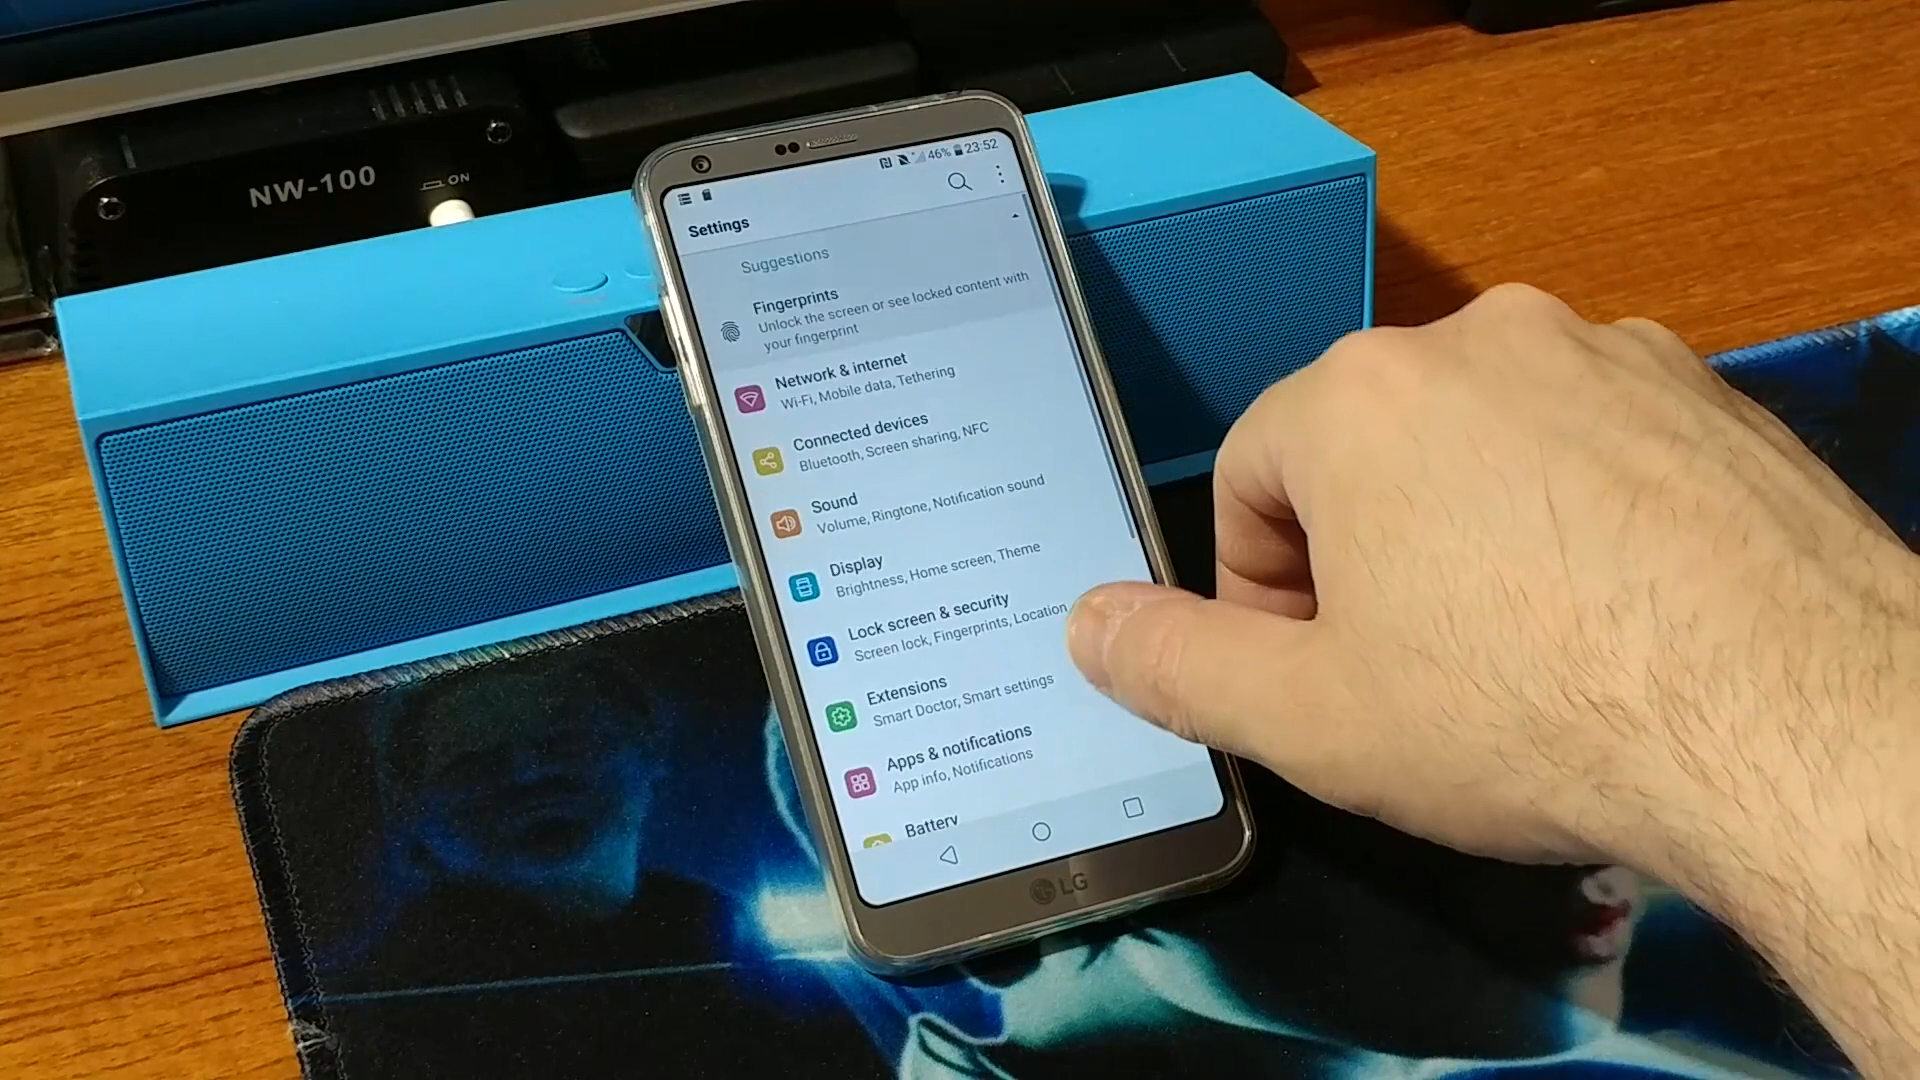 NW-100
ON
46% 23:52
Settings
Suggestions
Fingerprints
Unlock the screen or see locked content with
your fingerprint
Network & internet
Wi-Fi, Mobile data, Tethering
Connected devices
Bluetooth, Screen sharing, NFC
Sound
Volume, Ringtone, Notification sound
Display
Brightness, Home screen, Theme
Lock screen & security
Screen lock, Fingerprints, Location
Extensions
Smart Doctor, Smart settings
Apps & notifications
App info, Notifications
Battery
LG